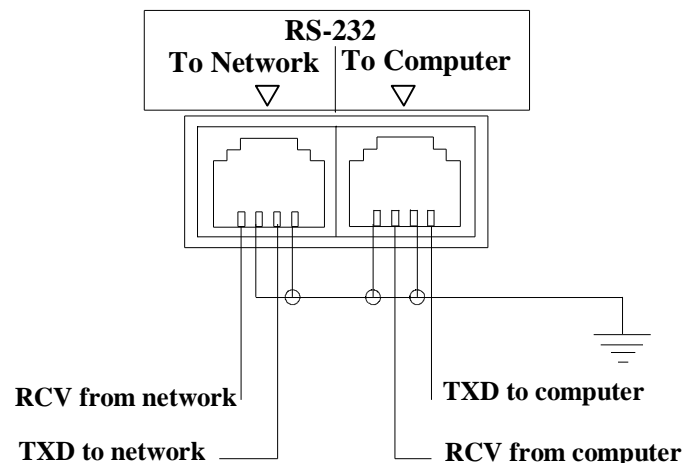 RS-232
To Network To Computer
RCV from network TXD to computer
TXD to network RCV from computer